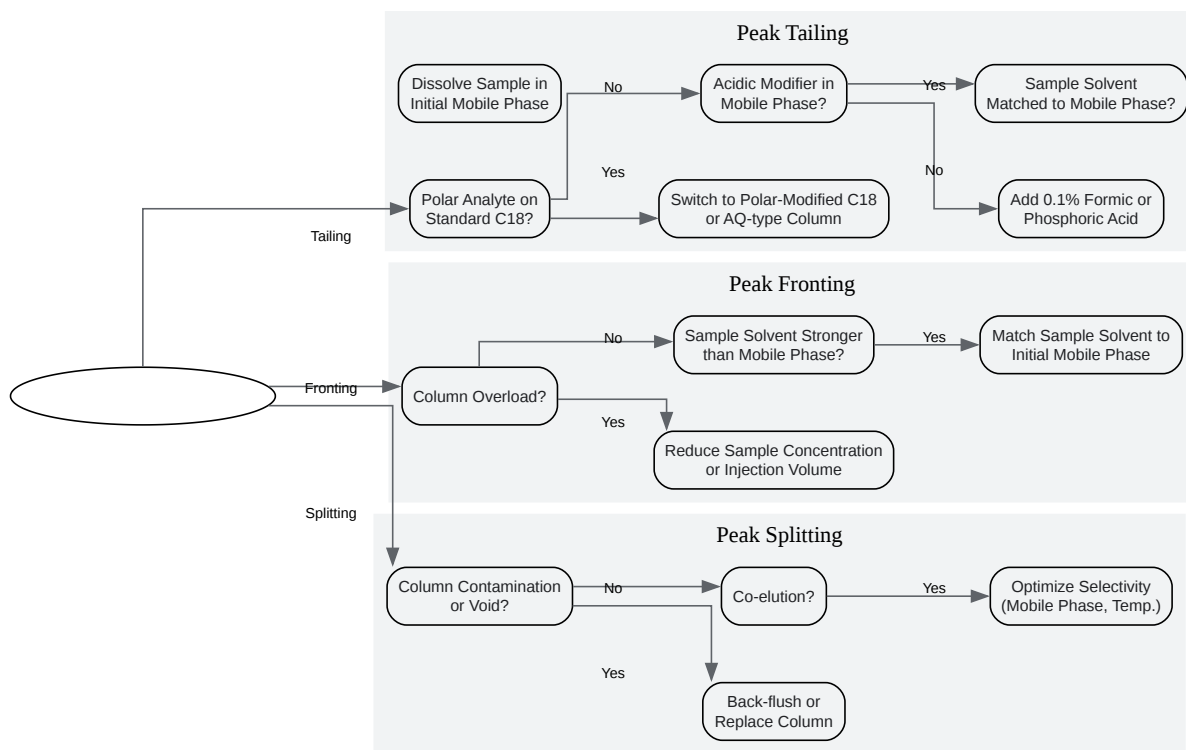 Peak Tailing
Dissolve Sample in
Initial Mobile Phase
No
Acidic Modifier in
Mobile Phase?
Yes
Sample Solvent
Matched to Mobile Phase?
Polar Analyte on
Standard C18?
Yes
Switch to Polar-Modified C18
or AQ-type Column
No
Add 0.1% Formic or
Phosphoric Acid
Tailing
Peak Fronting
No
Sample Solvent Stronger
than Mobile Phase?
Yes
Match Sample Solvent to
Initial Mobile Phase
Fronting
Column Overload?
Yes
Reduce Sample Concentration
or Injection Volume
Splitting
Peak Splitting
Column Contamination
or Void?
No
Co-elution?
Yes
Optimize Selectivity
(Mobile Phase, Temp.)
Yes
Back-flush or
Replace Column